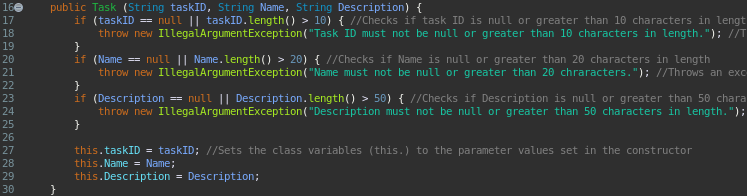 16 public Task (String taskID, String Name, String Description) {
17 if (taskID == null || taskID.length() > 10) { //Checks if task ID is null or greater than 10 characters in length
18 throw new IllegalArgumentException("Task ID must not be null or greater than 10 characters in length."); //T
19 }
20 if (Name == null || Name.length() > 20) { //Checks if Name is null or greater than 20 characters in length
21 throw new IllegalArgumentException("Name must not be null or greater than 20 chraracters."); //Throws an exc
22 }
23 if (Description == null || Description.length() > 50) { //Checks if Description is null or greater than 50 chara
24 throw new IllegalArgumentException("Description must not be null or greater than 50 characters in length.");
25 }
26
27 this.taskID = taskID; //Sets the class variables (this.) to the parameter values set in the constructor
28 this.Name = Name;
29 this.Description = Description;
30 }